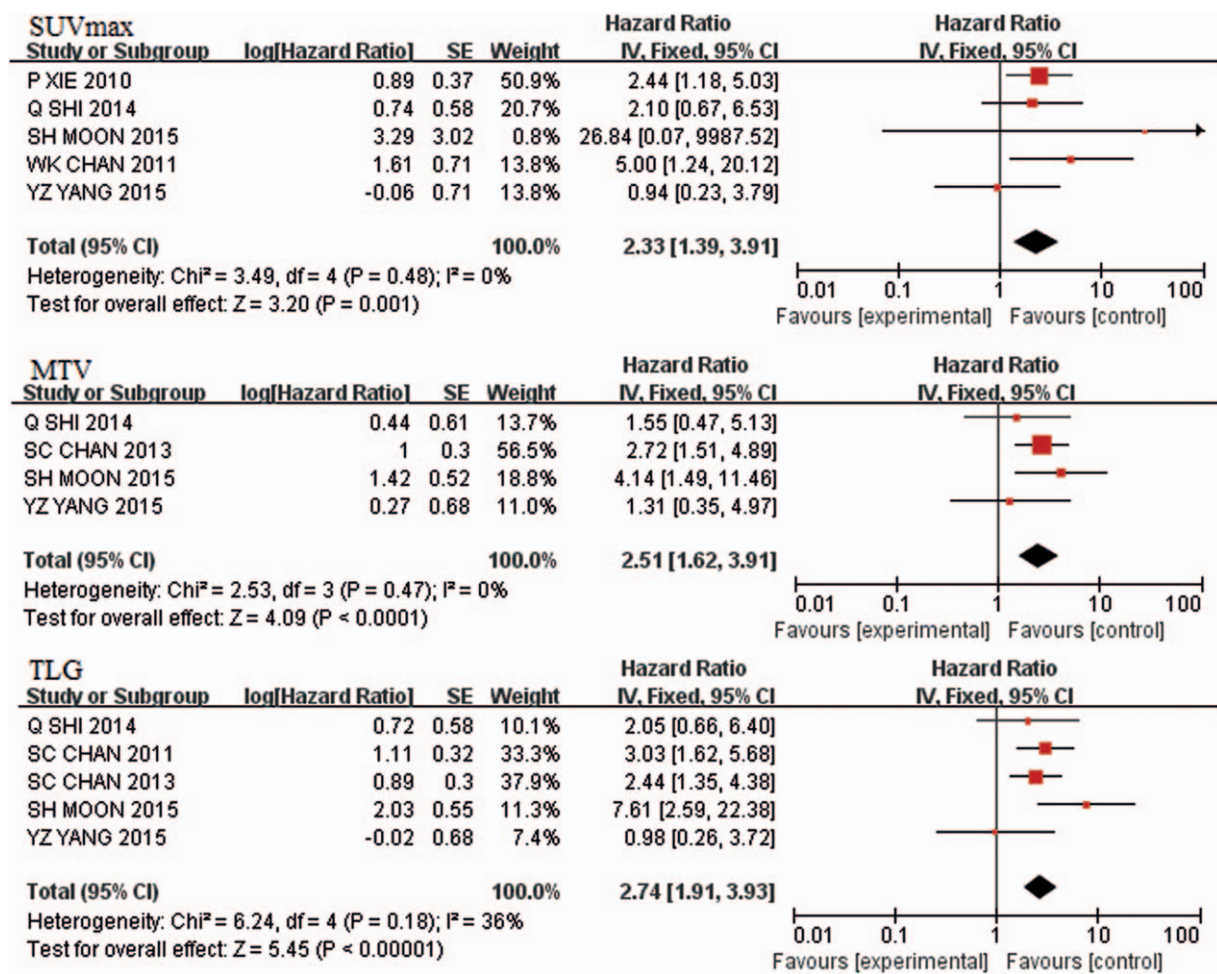 SUVmax Hazard Ratio Hazard Ratio
Study or Subgroup log[Hazard Ratio] SE Weight IV, Fixed, 95% CI IV, Fixed, 95% CI
P XIE 2010 0.89 0.37 50.9% 2.44 [1.18, 5.03]
Q SHI 2014 0.74 0.58 20.7% 2.10 [0.67, 6.53]
SH MOON 2015 3.29 3.02 0.8% 26.84 [0.07, 9987.52]
WK CHAN 2011 1.61 0.71 13.8% 5.00 [1.24, 20.12]
YZ YANG 2015 -0.06 0.71 13.8% 0.94 [0.23, 3.79]
Total (95% CI) 100.0% 2.33 [1.39, 3.91]
Heterogeneity: Chi² = 3.49, df = 4 (P = 0.48); I² = 0%
Test for overall effect: Z = 3.20 (P = 0.001)
0.01 0.1 1 10 100
Favours [experimental] Favours [control]
MTV Hazard Ratio Hazard Ratio
Study or Subgroup log[Hazard Ratio] SE Weight IV, Fixed, 95% CI IV, Fixed, 95% CI
Q SHI 2014 0.44 0.61 13.7% 1.55 [0.47, 5.13]
SC CHAN 2013 1 0.3 56.5% 2.72 [1.51, 4.89]
SH MOON 2015 1.42 0.52 18.8% 4.14 [1.49, 11.46]
YZ YANG 2015 0.27 0.68 11.0% 1.31 [0.35, 4.97]
Total (95% CI) 100.0% 2.51 [1.62, 3.91]
Heterogeneity: Chi² = 2.53, df = 3 (P = 0.47); I² = 0%
Test for overall effect: Z = 4.09 (P < 0.0001)
0.01 0.1 1 10 100
Favours [experimental] Favours [control]
TLG Hazard Ratio Hazard Ratio
Study or Subgroup log[Hazard Ratio] SE Weight IV, Fixed, 95% CI IV, Fixed, 95% CI
Q SHI 2014 0.72 0.58 10.1% 2.05 [0.66, 6.40]
SC CHAN 2011 1.11 0.32 33.3% 3.03 [1.62, 5.68]
SC CHAN 2013 0.89 0.3 37.9% 2.44 [1.35, 4.38]
SH MOON 2015 2.03 0.55 11.3% 7.61 [2.59, 22.38]
YZ YANG 2015 -0.02 0.68 7.4% 0.98 [0.26, 3.72]
Total (95% CI) 100.0% 2.74 [1.91, 3.93]
Heterogeneity: Chi² = 6.24, df = 4 (P = 0.18); I² = 36%
Test for overall effect: Z = 5.45 (P < 0.00001)
0.01 0.1 1 10 100
Favours [experimental] Favours [control]